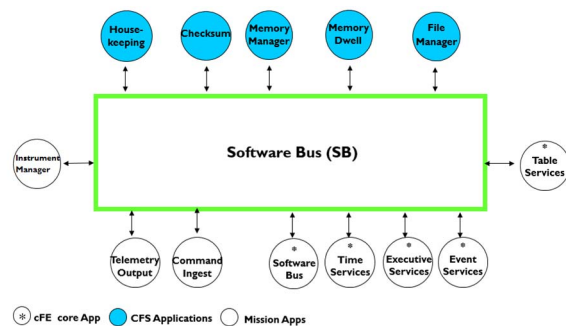 House-
keeping
Checksum
Memory
Manager
Memory
Dwell
File
Manager
Software Bus (SB)
Instrument
Manager
*
Table
Services
Telemetry
Output
Command
Ingest
*
Software
Bus
*
Time
Services
*
Executive
Services
*
Event
Services
* cFE core App
CFS Applications
Mission Apps